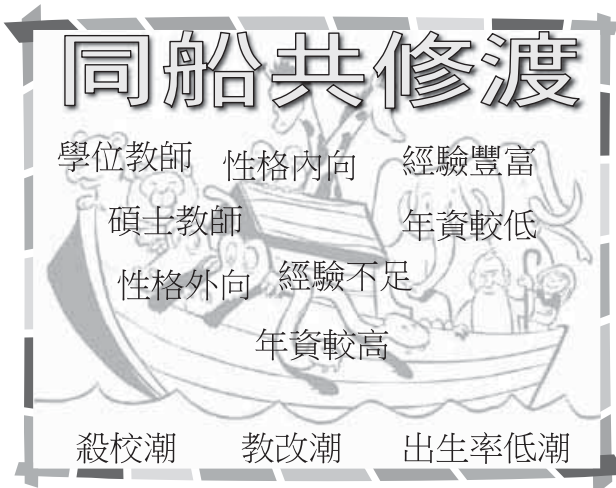 同船共修渡
學位教師 性格內向 經驗豐富
碩士教師 年資較低
性格外向 經驗不足
年資較高
殺校潮 教改潮 出生率低潮